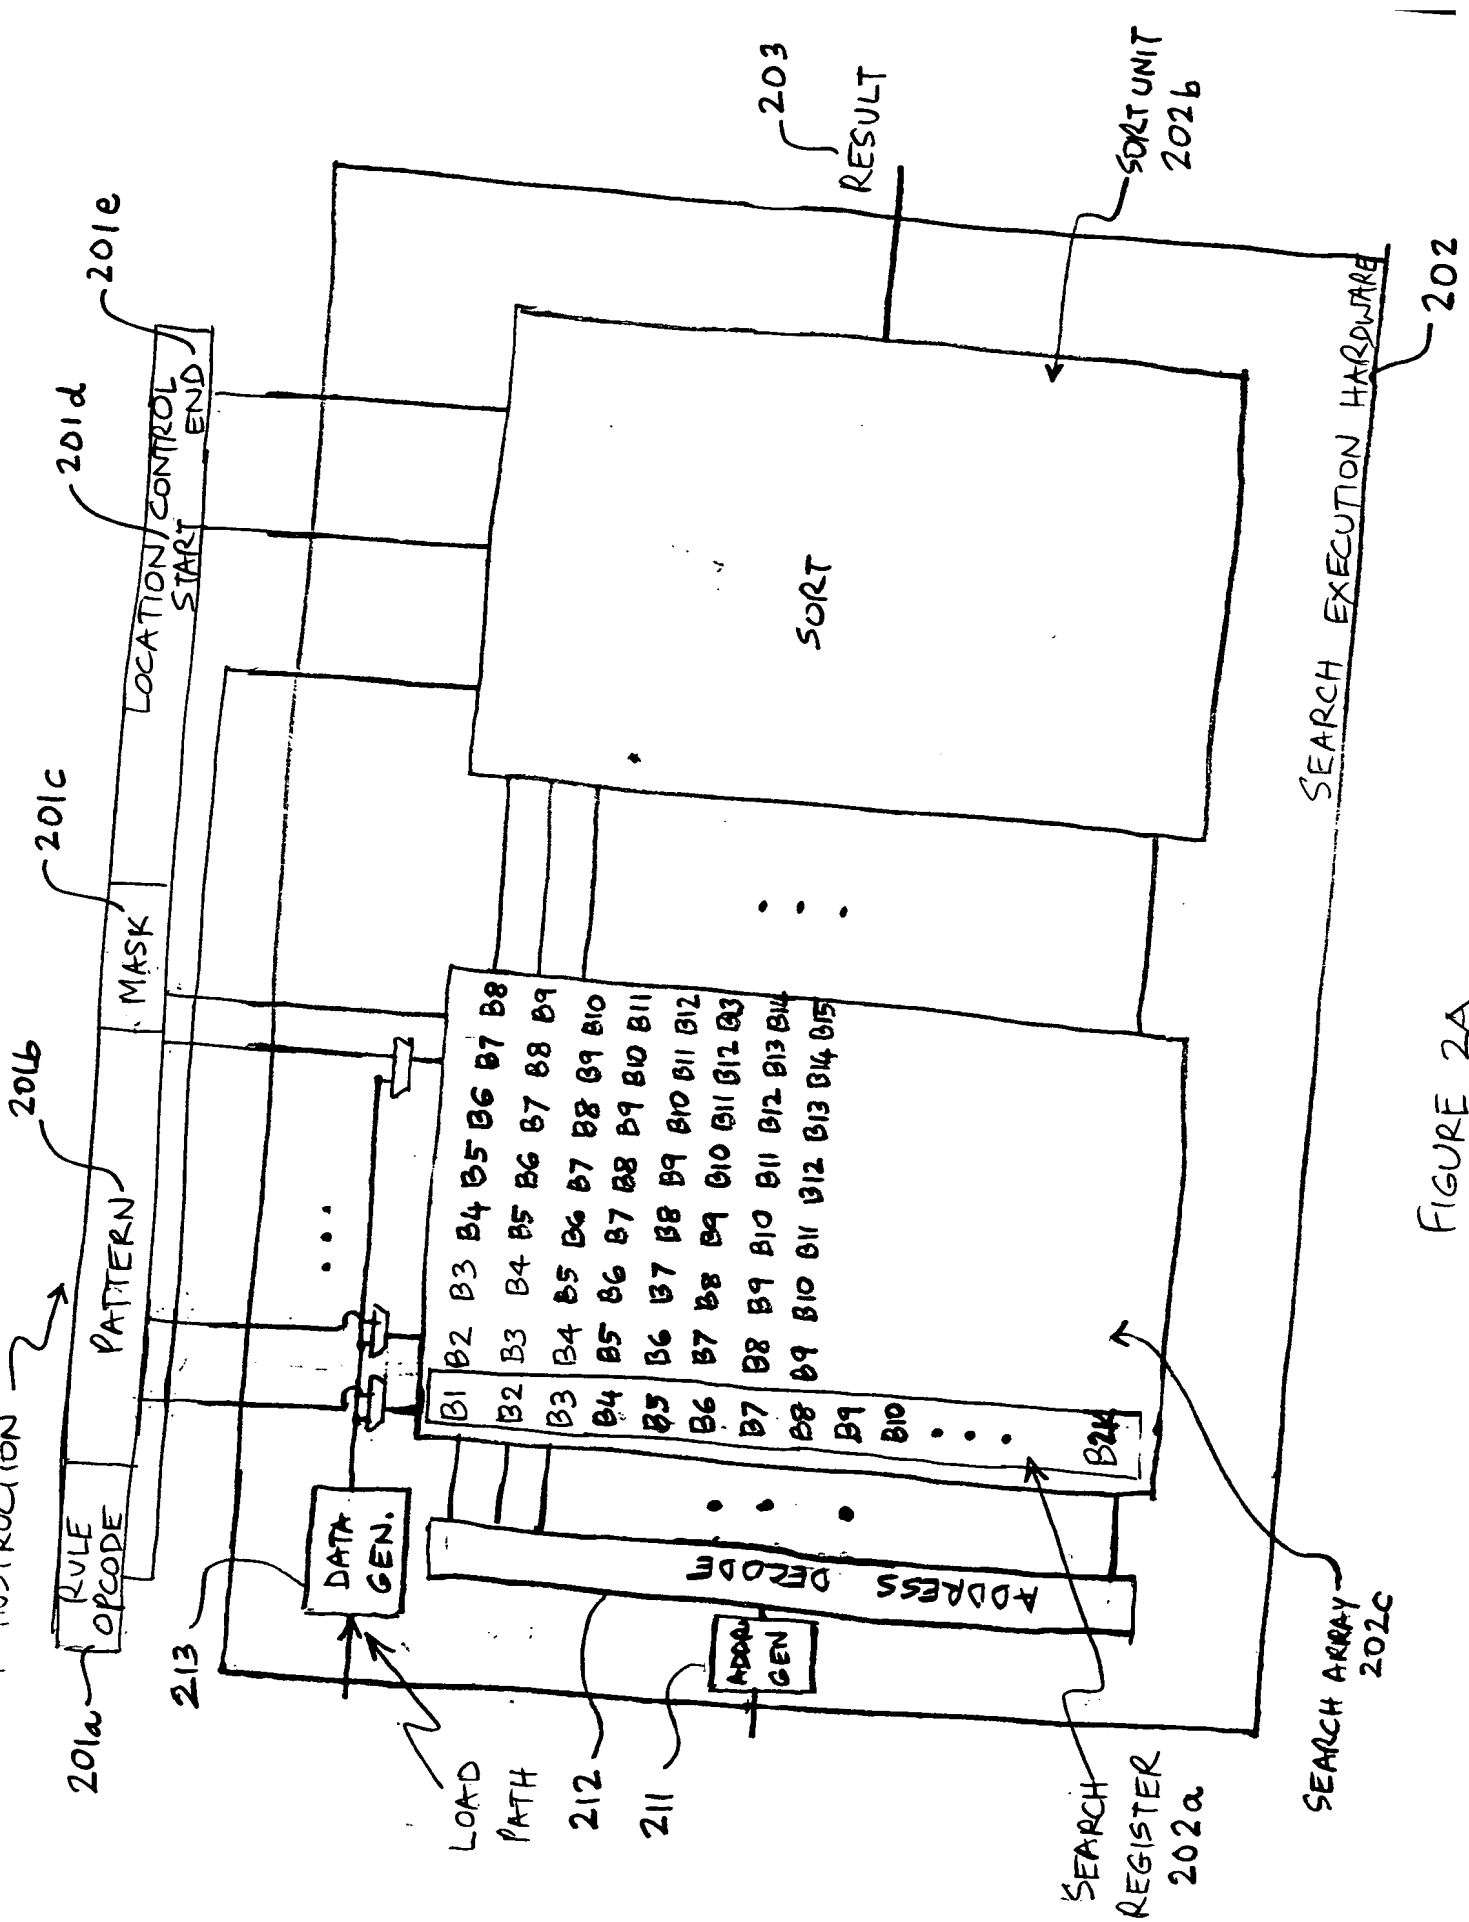 INSTRUCTION
201a
201b
201c
201d
201e
RULE
OPCODE
PATTERN
MASK
LOCATION CONTROL
START
END
213
DATA
GEN.
LOAD
PATH
212
211
ADDR
GEN
ADDRESS
DECODE
B1 B2 B3 B4 B5 B6 B7 B8
B2 B3 B4 B5 B6 B7 B8 B9
B3 B4 B5 B6 B7 B8 B9 B10
B4 B5 B6 B7 B8 B9 B10 B11
B5 B6 B7 B8 B9 B10 B11 B12
B6 B7 B8 B9 B10 B11 B12 B13
B7 B8 B9 B10 B11 B12 B13 B14
B8 B9 B10 B11 B12 B13 B14 B15
B9
B10
B2K
SORT
203
RESULT
SORT UNIT
202b
SEARCH
REGISTER
202a
SEARCH ARRAY
202c
SEARCH EXECUTION HARDWARE
202
FIGURE 2A